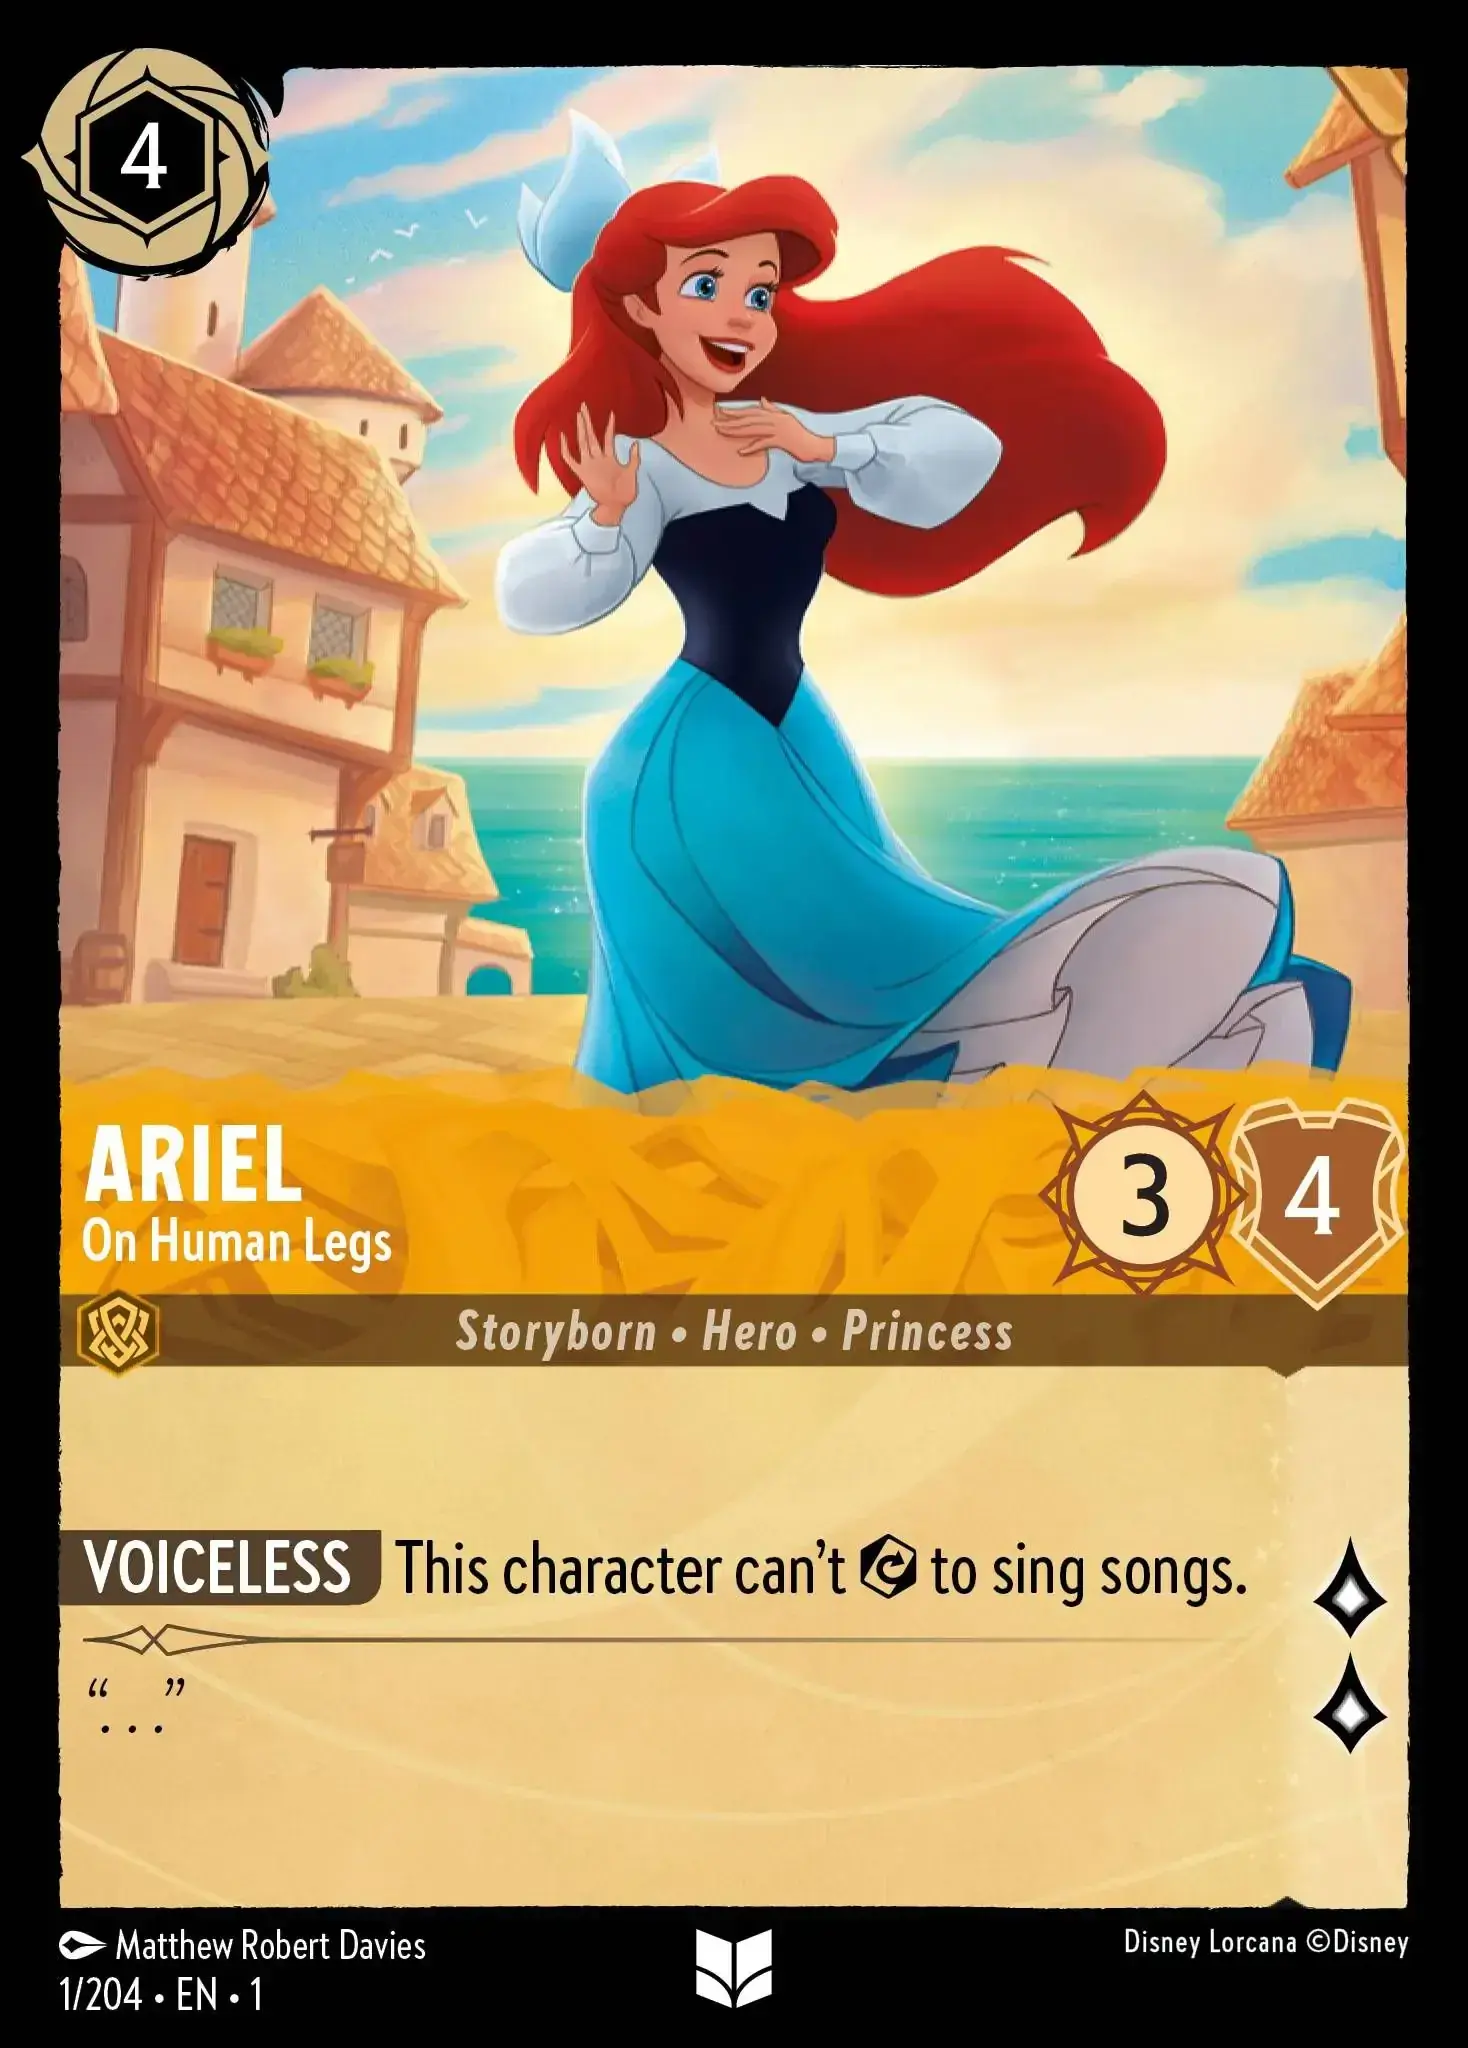 4
ARIEL
On Human Legs
3
4
Storyborn • Hero • Princess
VOICELESS This character can't to sing songs.
“...”
Matthew Robert Davies
1/204 • EN • 1
Disney Lorcana ©Disney